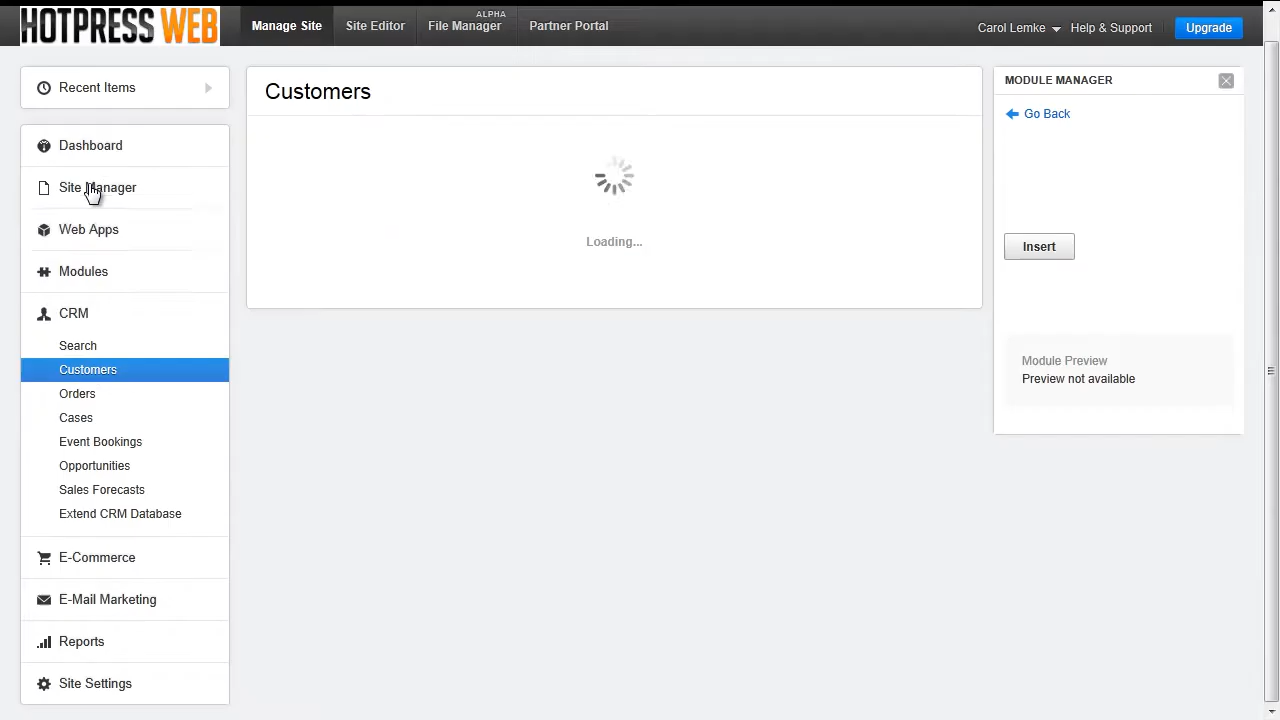 HOTPRESS WEB
Manage Site
Site Editor
ALPHA
File Manager
Partner Portal
Carol Lemke
Help & Support
Upgrade
Recent Items
Dashboard
Site Manager
Web Apps
Modules
CRM
Search
Customers
Orders
Cases
Event Bookings
Opportunities
Sales Forecasts
Extend CRM Database
E-Commerce
E-Mail Marketing
Reports
Site Settings
Customers
Loading...
MODULE MANAGER
Go Back
Insert
Module Preview
Preview not available